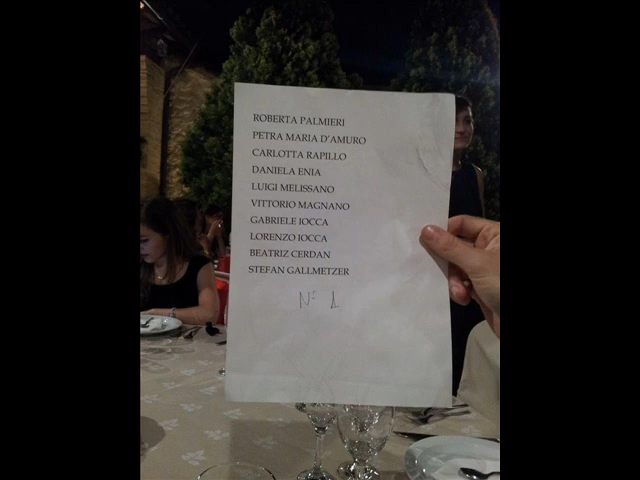 ROBERTA PALMIERI
PETRA MARIA D'AMURO
CARLOTTA RAPILLO
DANIELA ENIA
LUIGI MELISSANO
VITTORIO MAGNANO
GABRIELE IOCCA
LORENZO IOCCA
BEATRIZ CERDAN
STEFAN GALLMETZER
N° 1